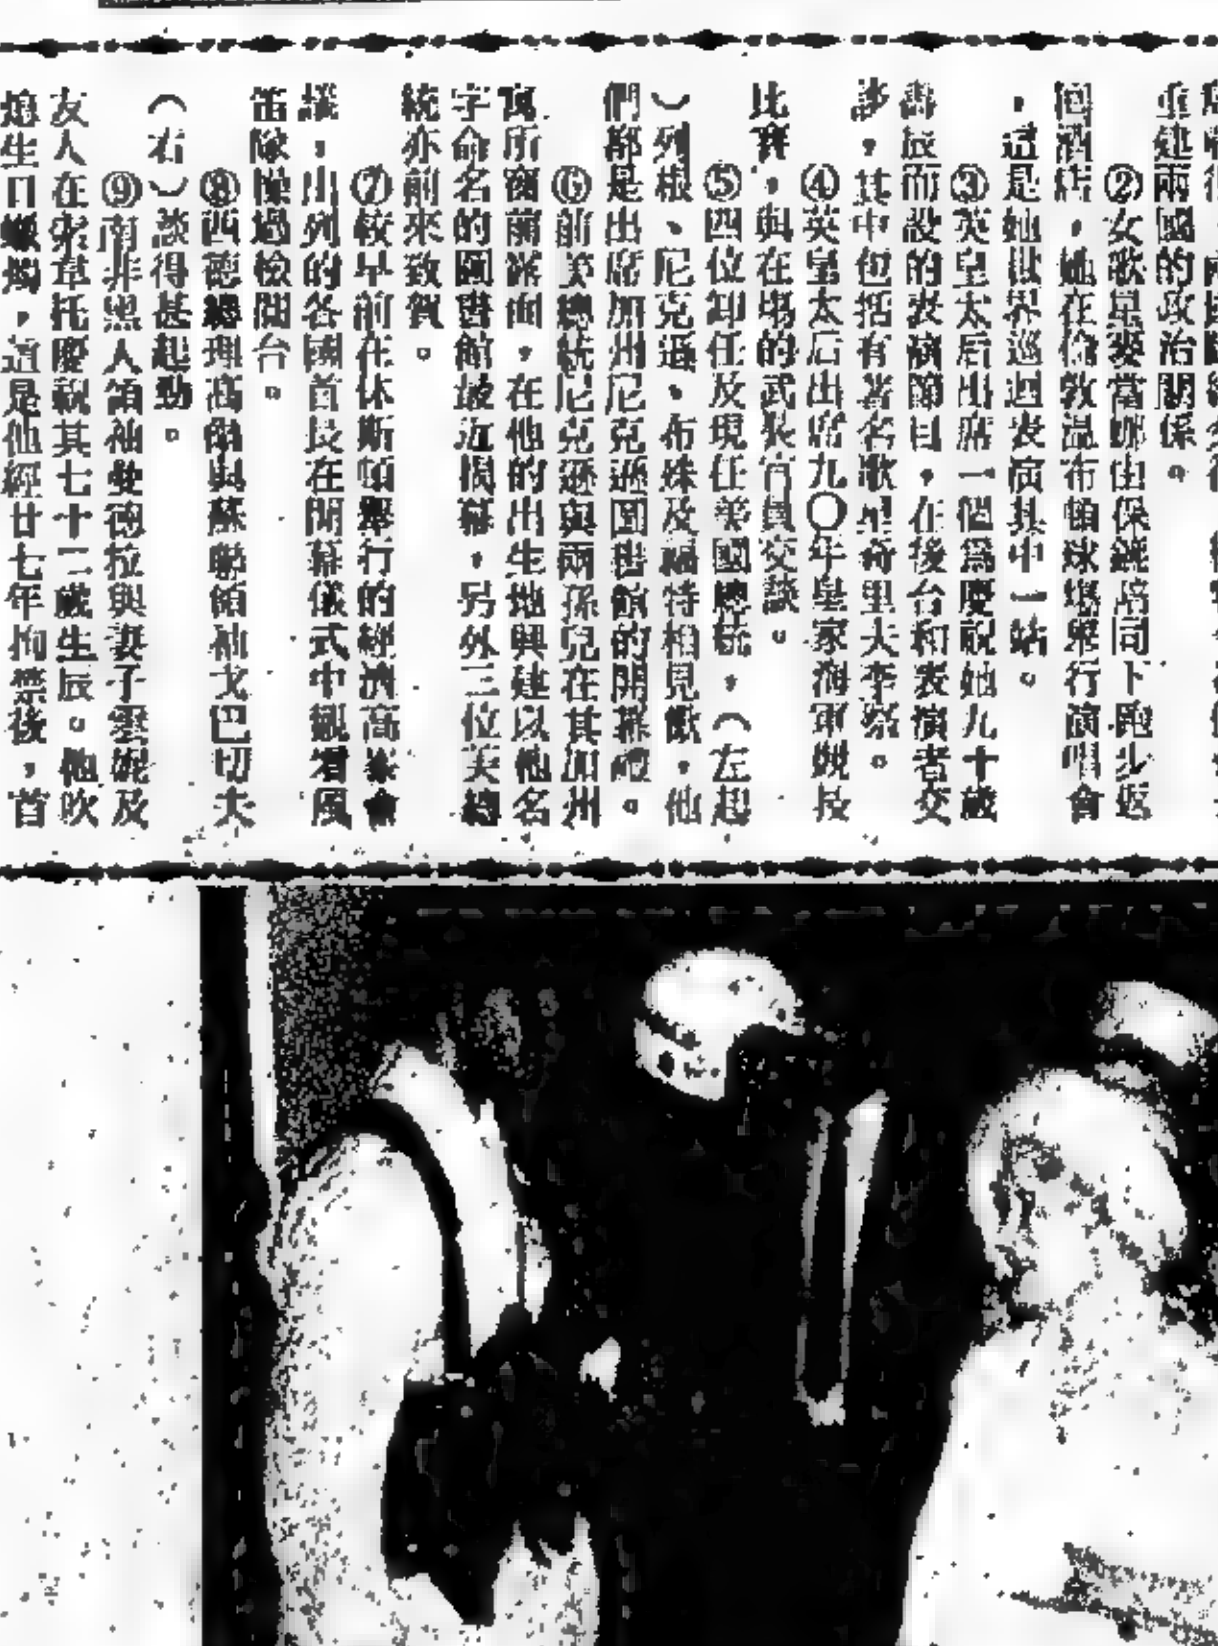 重建兩國的政治關係。
②女歌星麥當娜由保鏢陪同下跑步返
回酒店，她在倫敦溫布頓球場舉行演唱會
，這是她世界巡迴表演其中一站。
③英皇太后出席一個為慶祝她九十歲
壽辰而設的表演節目，在後台和表演者交
談，其中包括有著名歌星奇里夫李察。
④英皇太后出席九〇年皇家海軍競技
比賽，與在場的武裝官員交談。
⑤四位卸任及現任美國總統，（左起
）列根、尼克遜、布殊及福特相見歡，他
們都是出席加州尼克遜圖書館的開幕禮。
⑥前美總統尼克遜與兩孫兒在其加州
寓所窗前露面，在他的出生地興建以他名
字命名的圖書館最近揭幕，另外三位美總
統亦前來致賀。
⑦較早前在休斯頓舉行的經濟高峯會
議，出列的各國首長在開幕儀式中觀看風
笛隊操過檢閱台。
⑧西德總理高爾與蘇聯領袖戈巴切夫
（右）談得甚起勁。
⑨南非黑人領袖曼德拉與妻子雲妮及
友人在索韋托慶祝其七十二歲生辰。他吹
熄生日蠟燭，這是他經廿七年拘禁後，首